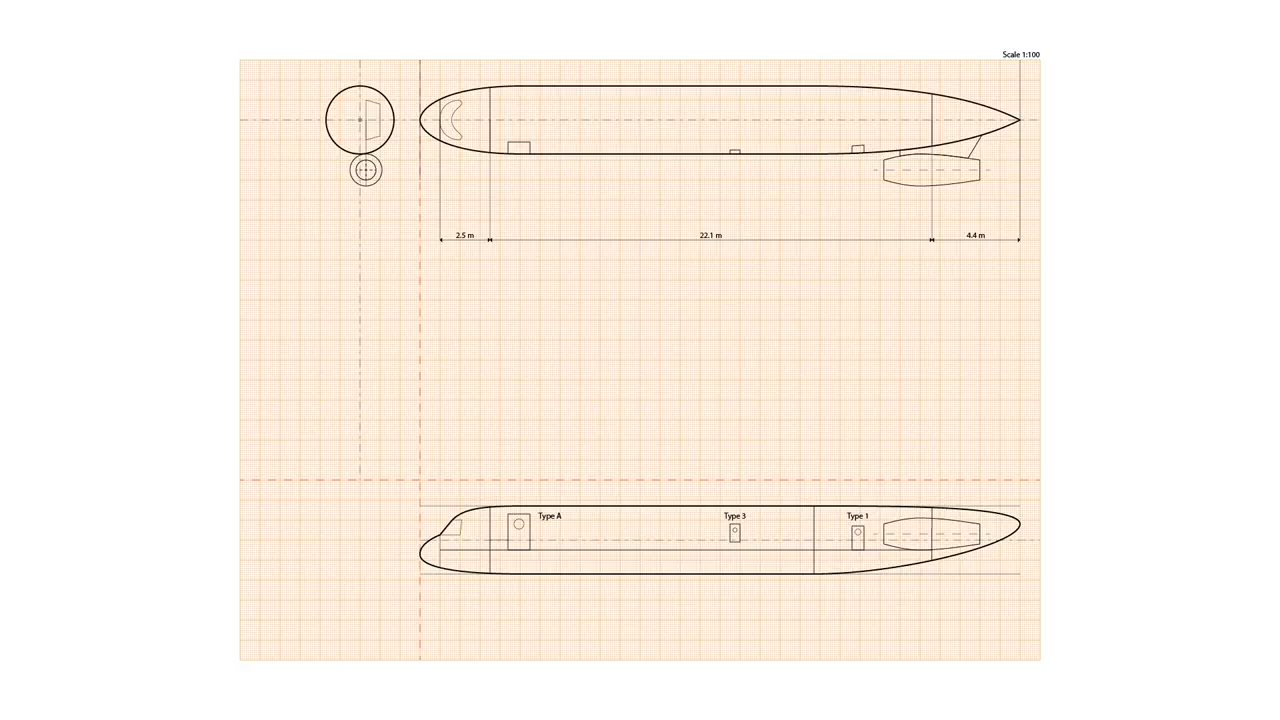 Scale 1:100
2.5 m
22.1 m
4.4 m
Type A
Type 3
Type 1